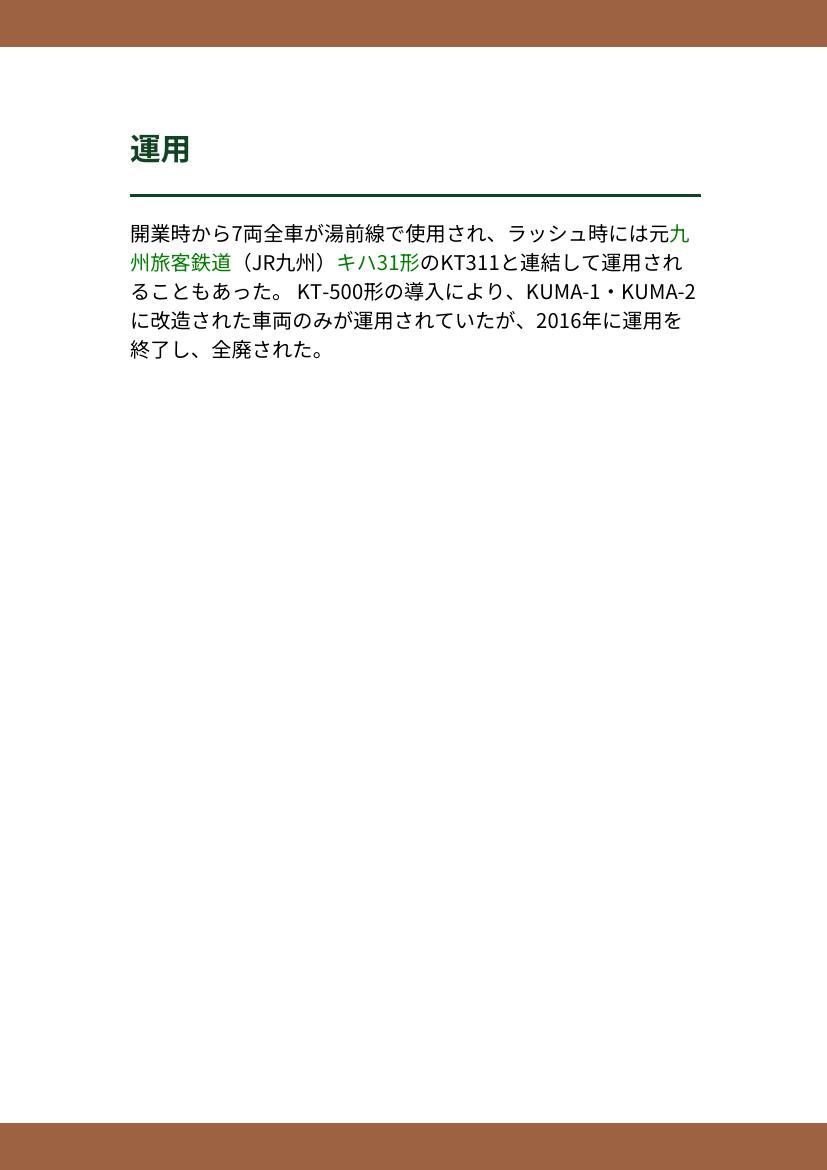 運用
開業時から7両全車が湯前線で使用され、ラッシュ時には元九
州旅客鉄道（JR九州）キハ31形のKT311と連結して運用され
ることもあった。 KT-500形の導入により、KUMA-1・KUMA-2
に改造された車両のみが運用されていたが、2016年に運用を
終了し、全廃された。